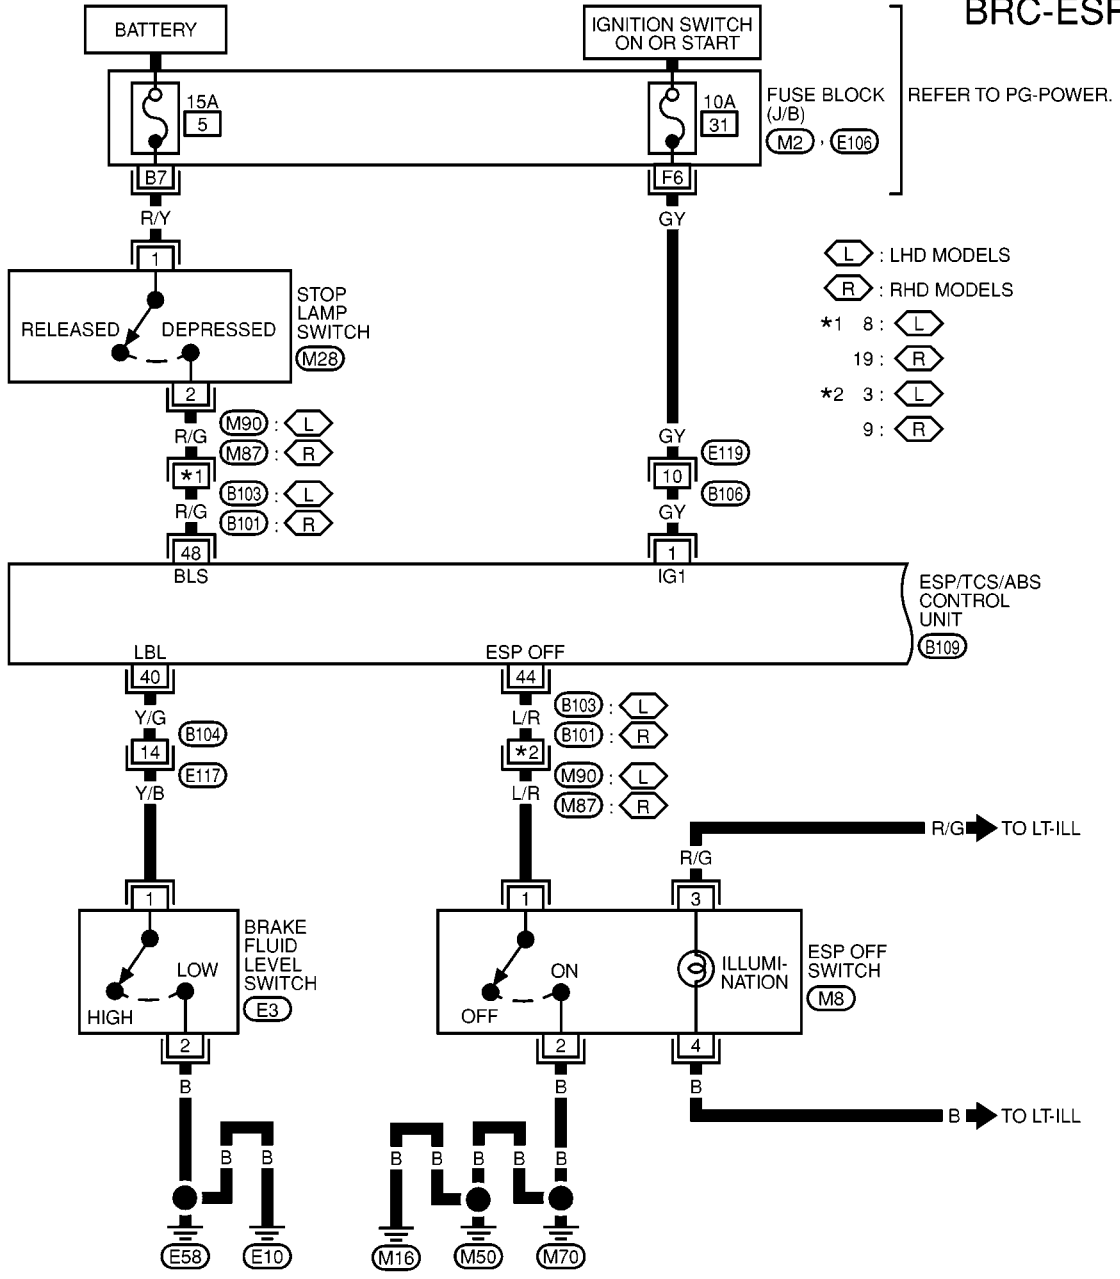 BRC-ESP
BATTERY
IGNITION SWITCH
ON OR START
15A
5
10A
31
FUSE BLOCK
(J/B)
M2 , E106
REFER TO PG-POWER.
B7
F6
R/Y
GY
1
L : LHD MODELS
R : RHD MODELS
*1 8 : L
19 : R
*2 3 : L
9 : R
RELEASED
DEPRESSED
STOP
LAMP
SWITCH
M28
2
R/G
M90 : L
M87 : R
*1
B103 : L
B101 : R
R/G
GY
E119
10
B106
GY
48
1
BLS
IG1
ESP/TCS/ABS
CONTROL
UNIT
B109
LBL
ESP OFF
40
44
Y/G
B104
14
E117
Y/B
L/R
B103 : L
B101 : R
*2
M90 : L
M87 : R
L/R
R/G
TO LT-ILL
R/G
1
1
3
HIGH
LOW
BRAKE
FLUID
LEVEL
SWITCH
E3
OFF
ON
ILLUMI-
NATION
ESP OFF
SWITCH
M8
2
2
4
B
B
B
B
TO LT-ILL
B
B
B
B
B
B
B
B
E58
E10
M16
M50
M70